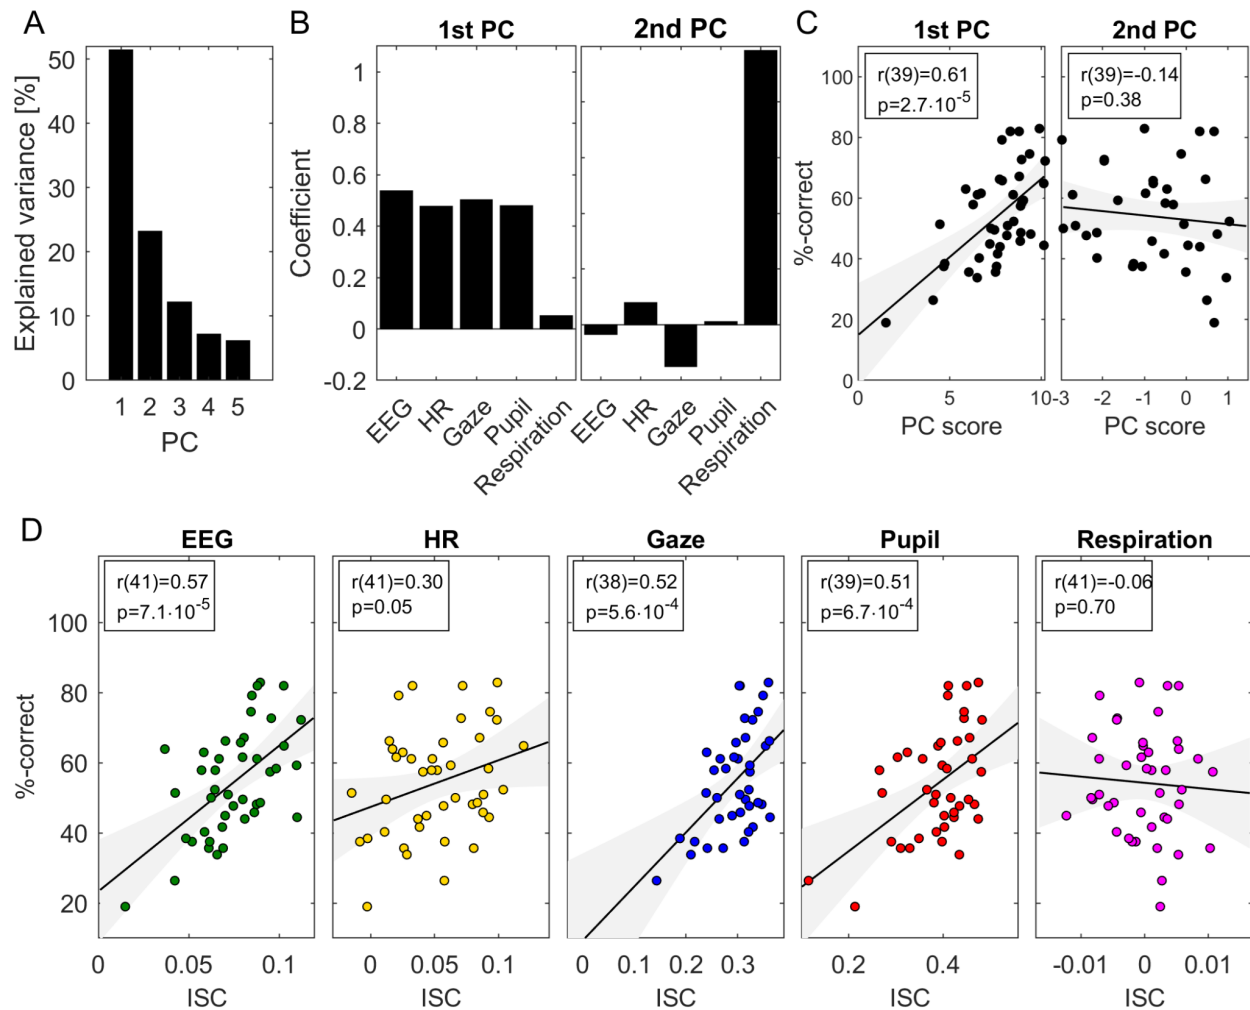 A
Explained variance [%]
50
40
30
20
10
0
1 2 3 4 5
PC
B
1st PC 2nd PC
Coefficient
1
0.8
0.6
0.4
0.2
0
-0.2
EEG HR Gaze Pupil Respiration EEG HR Gaze Pupil Respiration
C
1st PC 2nd PC
r(39)=0.61
p=2.7·10-5
r(39)=-0.14
p=0.38
%-correct
100
80
60
40
20
0
0 5 10 -3 -2 -1 0 1
PC score PC score
D
EEG HR Gaze Pupil Respiration
r(41)=0.57
p=7.1·10-5
r(41)=0.30
p=0.05
r(38)=0.52
p=5.6·10-4
r(39)=0.51
p=6.7·10-4
r(41)=-0.06
p=0.70
%-correct
100
80
60
40
20
0 0.05 0.1 0 0.05 0.1 0 0.1 0.2 0.3 0.2 0.4 -0.01 0 0.01
ISC ISC ISC ISC ISC